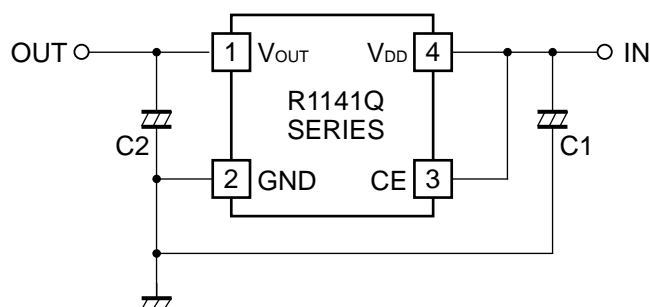 OUT 1 VOUT VDD 4 IN
R1141Q
SERIES
C2 C1
2 GND CE 3